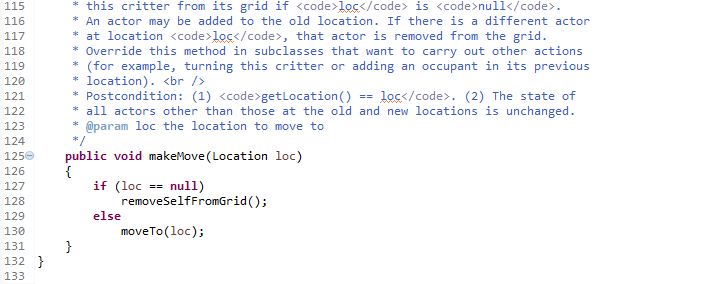 115 * this critter from its grid if <code>loc</code> is <code>null</code>.
116 * An actor may be added to the old location. If there is a different actor
117 * at location <code>loc</code>, that actor is removed from the grid.
118 * Override this method in subclasses that want to carry out other actions
119 * (for example, turning this critter or adding an occupant in its previous
120 * location). <br />
121 * Postcondition: (1) <code>getLocation() == loc</code>. (2) The state of
122 * all actors other than those at the old and new locations is unchanged.
123 * @param loc the location to move to
124 */
125 public void makeMove(Location loc)
126 {
127 if (loc == null)
128 removeSelfFromGrid();
129 else
130 moveTo(loc);
131 }
132 }
133